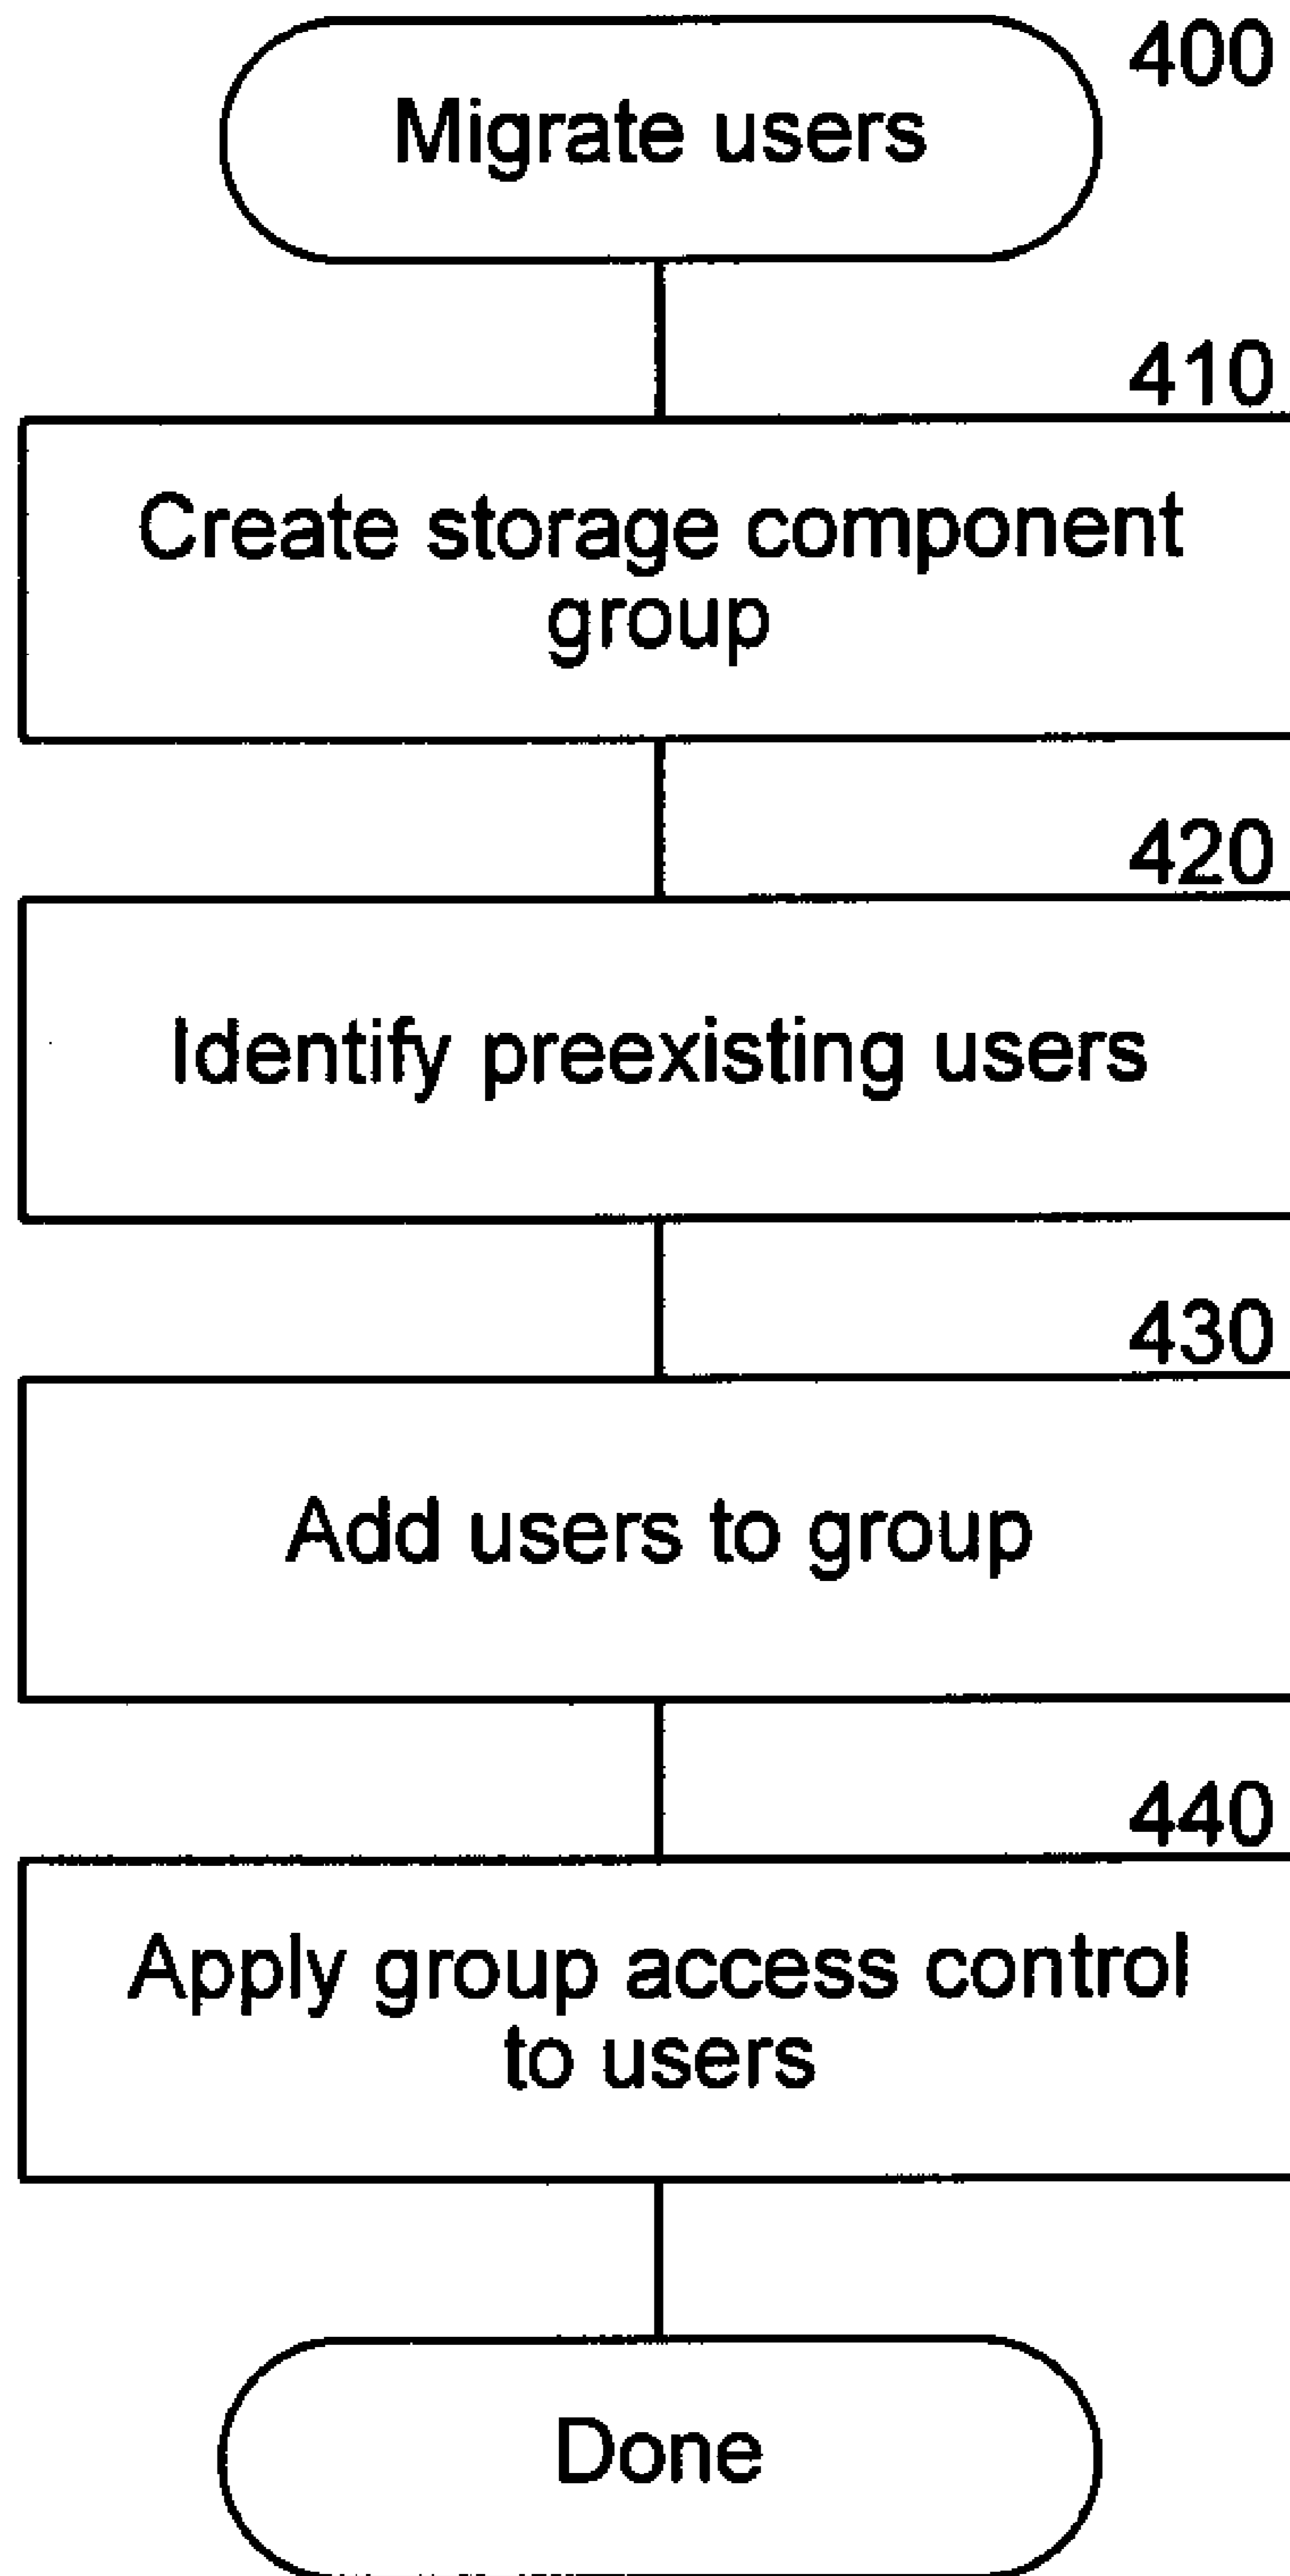 400
Migrate users
410
Create storage component
group
420
Identify preexisting users
430
Add users to group
440
Apply group access control
to users
Done